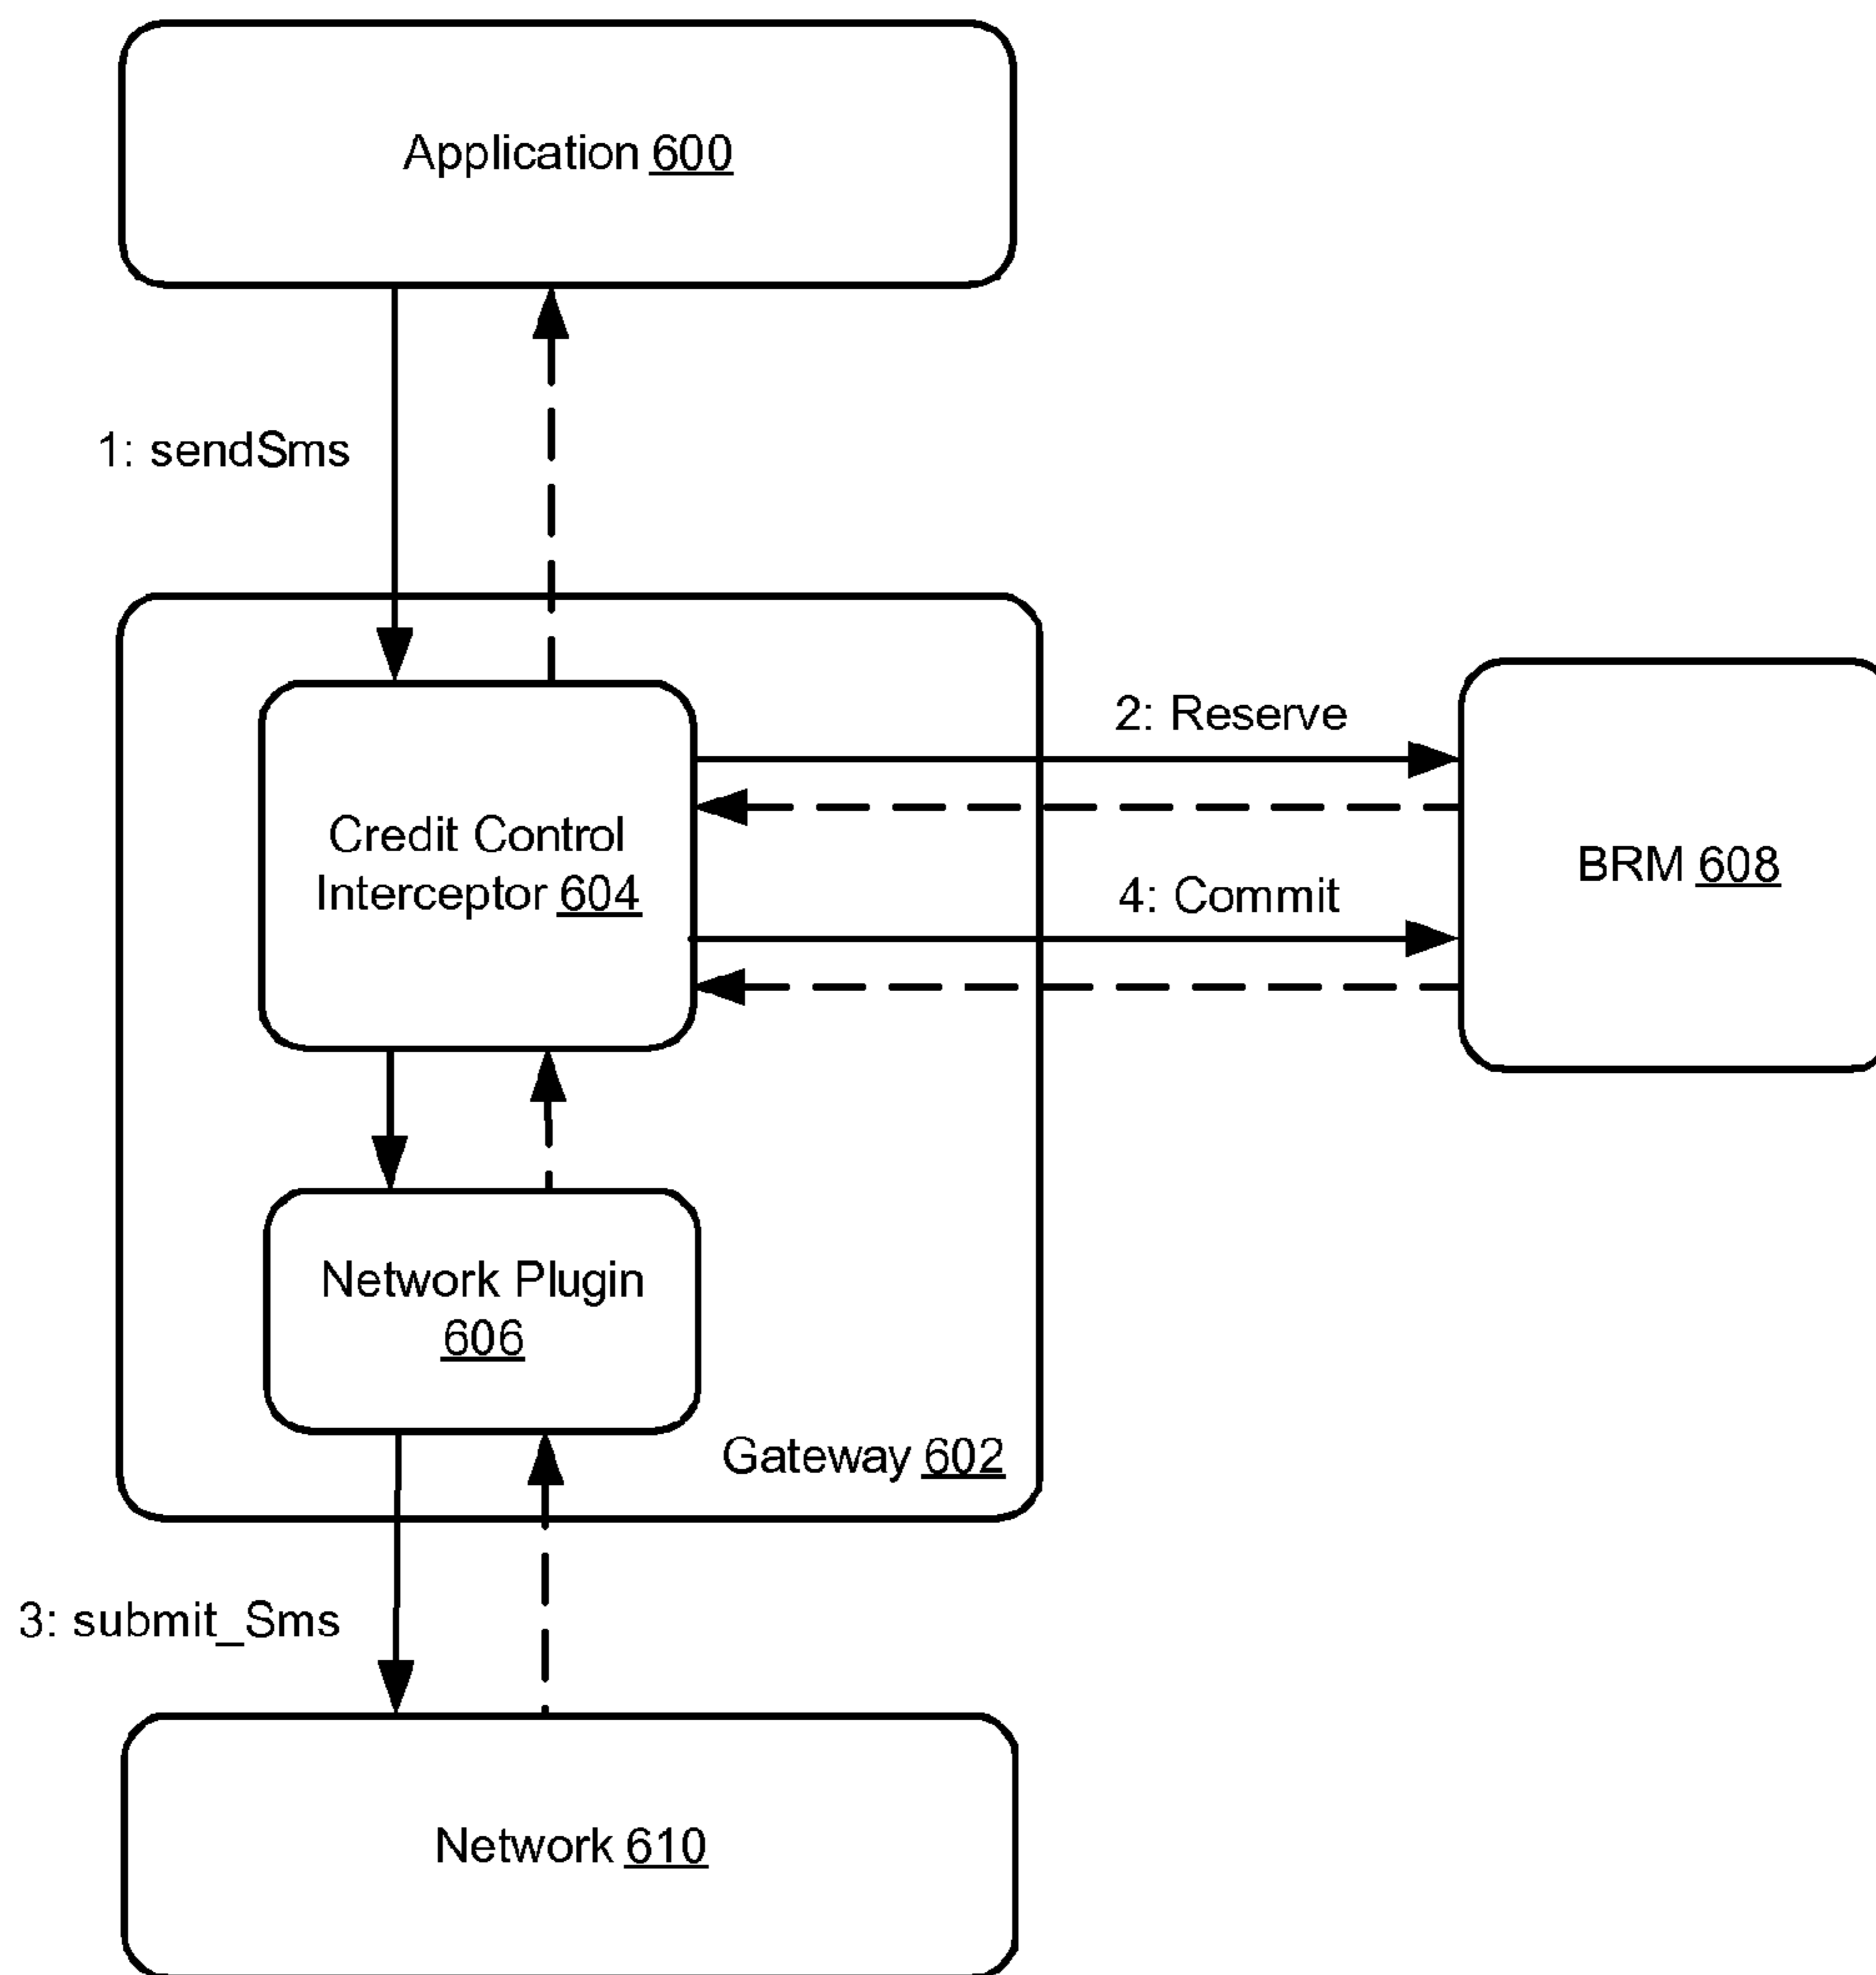 Application 600
1: sendSms
2: Reserve
Credit Control
Interceptor 604
4: Commit
BRM 608
Network Plugin
606
Gateway 602
3: submit_Sms
Network 610